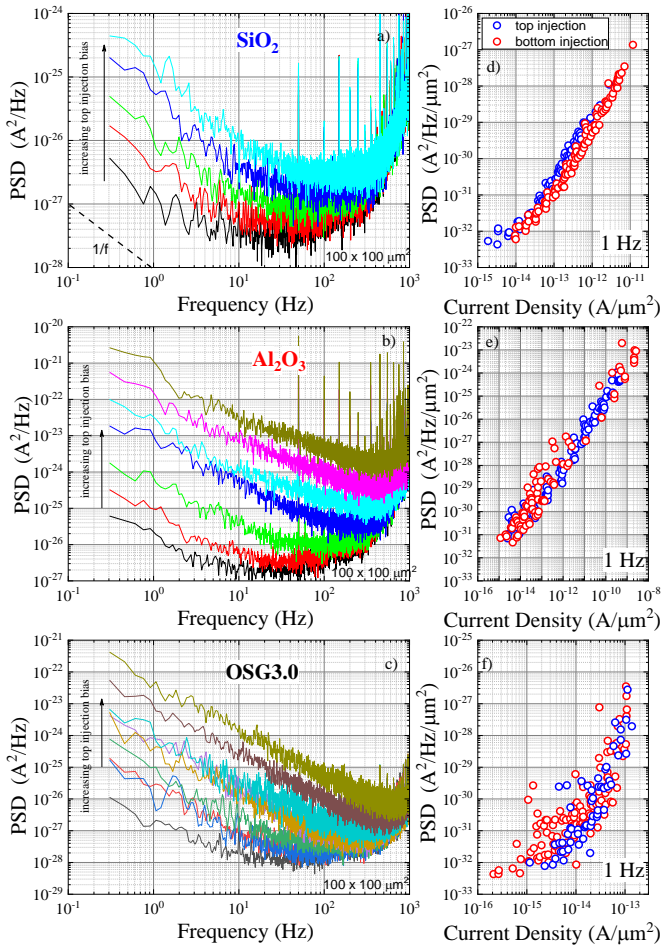 SiO₂
a)
increasing top injection bias
1/f
100 x 100 μm²
PSD (A²/Hz)
10⁻²⁴
10⁻²⁵
10⁻²⁶
10⁻²⁷
10⁻²⁸
10⁻¹ 10⁰ 10¹ 10² 10³
Frequency (Hz)
top injection
bottom injection
d)
1 Hz
PSD (A²/Hz/μm²)
10⁻²⁷
10⁻²⁸
10⁻²⁹
10⁻³⁰
10⁻³¹
10⁻³²
10⁻³³
10⁻¹⁵ 10⁻¹⁴ 10⁻¹³ 10⁻¹² 10⁻¹¹
Current Density (A/μm²)
Al₂O₃
b)
increasing top injection bias
100 x 100 μm²
PSD (A²/Hz)
10⁻²⁰
10⁻²¹
10⁻²²
10⁻²³
10⁻²⁴
10⁻²⁵
10⁻²⁶
10⁻²⁷
10⁻¹ 10⁰ 10¹ 10² 10³
Frequency (Hz)
e)
1 Hz
PSD (A²/Hz/μm²)
10⁻²²
10⁻²³
10⁻²⁴
10⁻²⁵
10⁻²⁶
10⁻²⁷
10⁻²⁸
10⁻²⁹
10⁻³⁰
10⁻³¹
10⁻³²
10⁻³³
10⁻¹⁶ 10⁻¹⁴ 10⁻¹² 10⁻¹⁰ 10⁻⁸
Current Density (A/μm²)
OSG3.0
c)
increasing top injection bias
100 x 100 μm²
PSD (A²/Hz)
10⁻²¹
10⁻²²
10⁻²³
10⁻²⁴
10⁻²⁵
10⁻²⁶
10⁻²⁷
10⁻²⁸
10⁻²⁹
10⁻¹ 10⁰ 10¹ 10² 10³
Frequency (Hz)
f)
1 Hz
PSD (A²/Hz/μm²)
10⁻²⁵
10⁻²⁶
10⁻²⁷
10⁻²⁸
10⁻²⁹
10⁻³⁰
10⁻³¹
10⁻³²
10⁻³³
10⁻¹⁶ 10⁻¹⁵ 10⁻¹⁴ 10⁻¹³
Current Density (A/μm²)